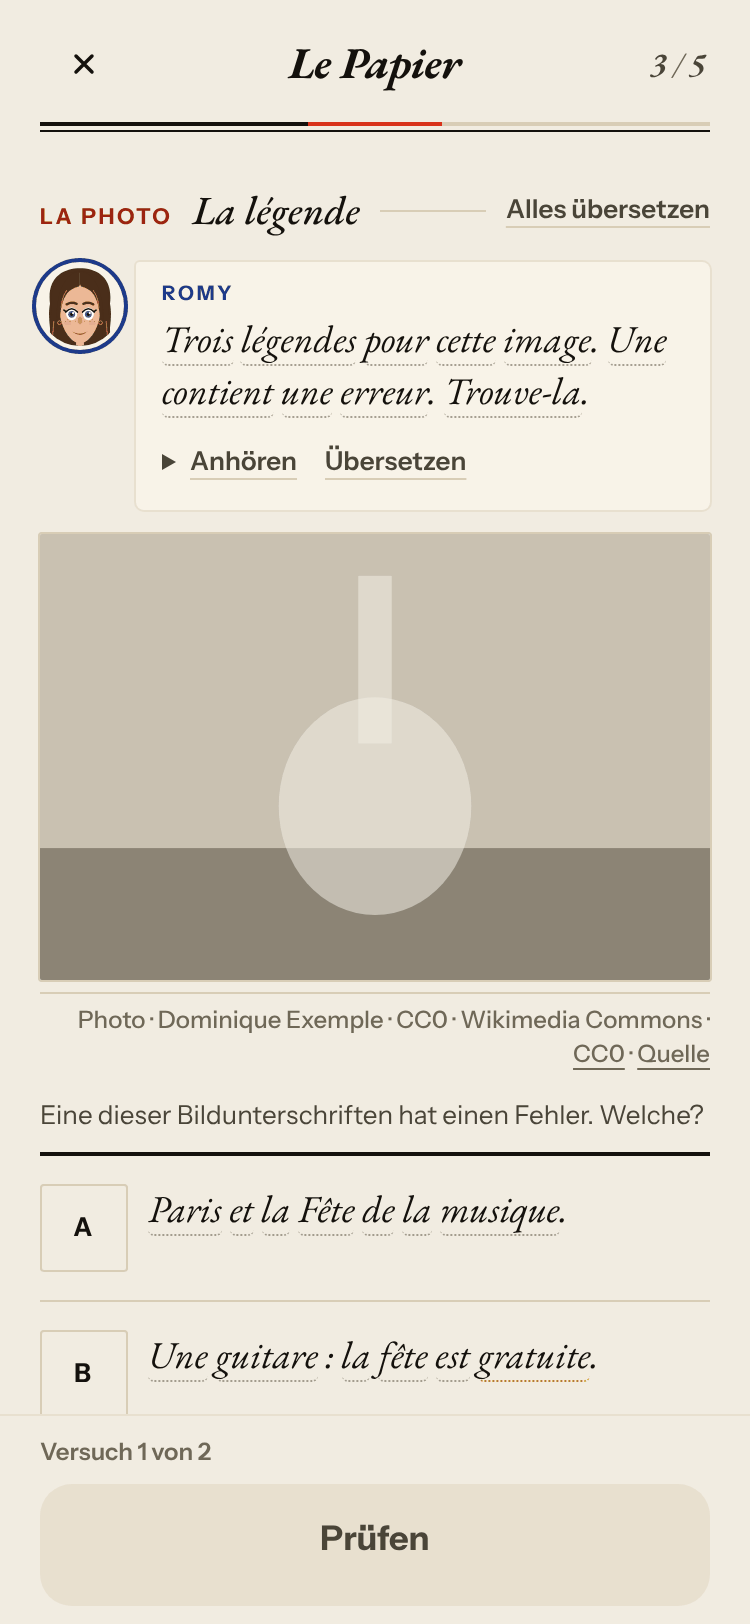 Le Papier
3 / 5
LA PHOTO La légende Alles übersetzen
ROMY
Trois légendes pour cette image. Une
contient une erreur. Trouve-la.
Anhören Übersetzen
Photo · Dominique Exemple · CC0 · Wikimedia Commons ·
CC0 · Quelle
Eine dieser Bildunterschriften hat einen Fehler. Welche?
A Paris et la Fête de la musique.
B Une guitare : la fête est gratuite.
Versuch 1 von 2
Prüfen